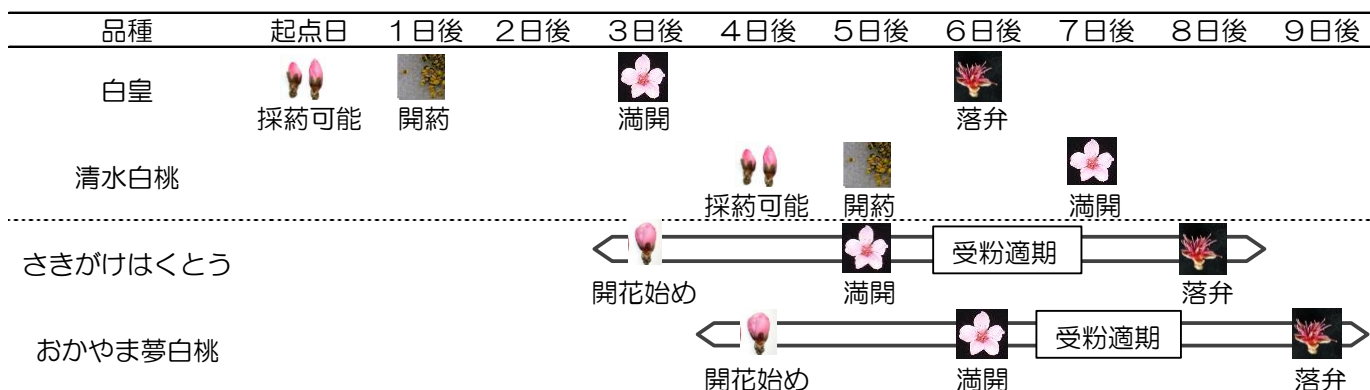 品種 起点日 1日後 2日後 3日後 4日後 5日後 6日後 7日後 8日後 9日後
白皇
採葯可能 開葯 満開 落弁
清水白桃
採葯可能 開葯 満開
さきがけはくとう 受粉適期
開花始め 満開 落弁
おかやま夢白桃 受粉適期
開花始め 満開 落弁